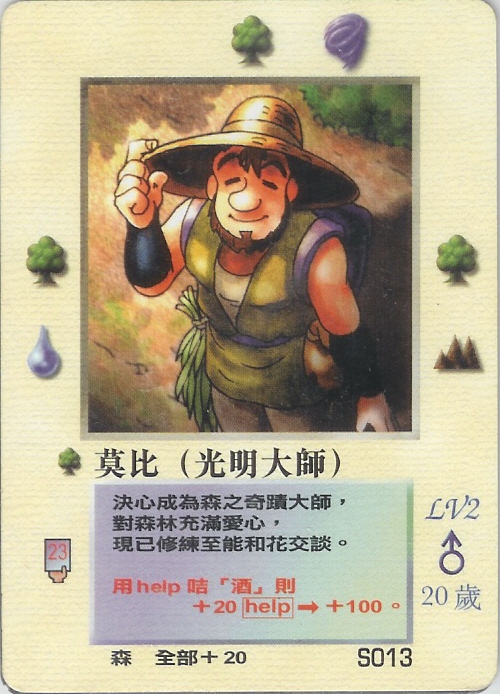 莫比（光明大師）
決心成為森之奇蹟大師，
對森林充滿愛心，
現已修練至能和花交談。
用help咭「酒」則
＋20 help ➡ ＋100。
LV2
20歲
23
森 全部＋20
S013